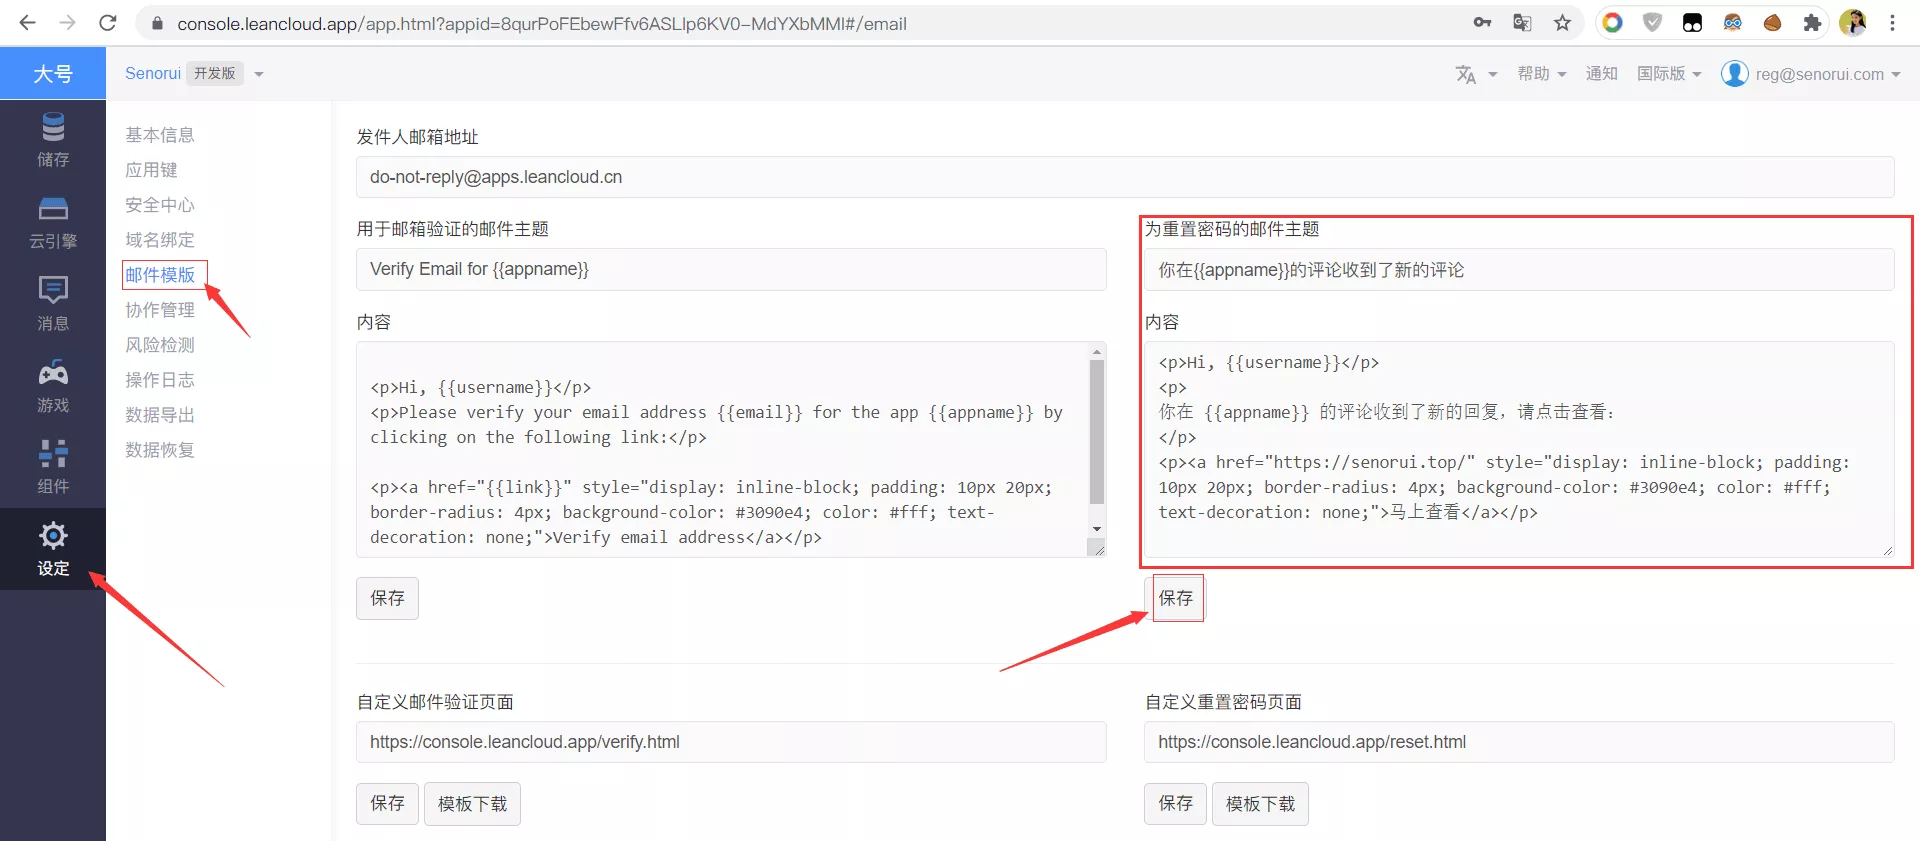 console.leancloud.app/app.html?appid=8qurPoFEbewFfv6ASLIp6KV0-MdYXbMMI#/email
大号
Senorui 开发版
帮助 通知 国际版 reg@senorui.com
储存
云引擎
消息
游戏
组件
设定
基本信息
应用键
安全中心
域名绑定
邮件模版
协作管理
风险检测
操作日志
数据导出
数据恢复
发件人邮箱地址
do-not-reply@apps.leancloud.cn
用于邮箱验证的邮件主题
Verify Email for {{appname}}
内容
<p>Hi, {{username}}</p>
<p>Please verify your email address {{email}} for the app {{appname}} by
clicking on the following link:</p>
<p><a href="{{link}}" style="display: inline-block; padding: 10px 20px;
border-radius: 4px; background-color: #3090e4; color: #fff; text-
decoration: none;">Verify email address</a></p>
保存
为重置密码的邮件主题
你在{{appname}}的评论收到了新的评论
内容
<p>Hi, {{username}}</p>
<p>
你在 {{appname}} 的评论收到了新的回复，请点击查看：
</p>
<p><a href="https://senorui.top/" style="display: inline-block; padding:
10px 20px; border-radius: 4px; background-color: #3090e4; color: #fff;
text-decoration: none;">马上查看</a></p>
保存
自定义邮件验证页面
https://console.leancloud.app/verify.html
保存 模板下载
自定义重置密码页面
https://console.leancloud.app/reset.html
保存 模板下载